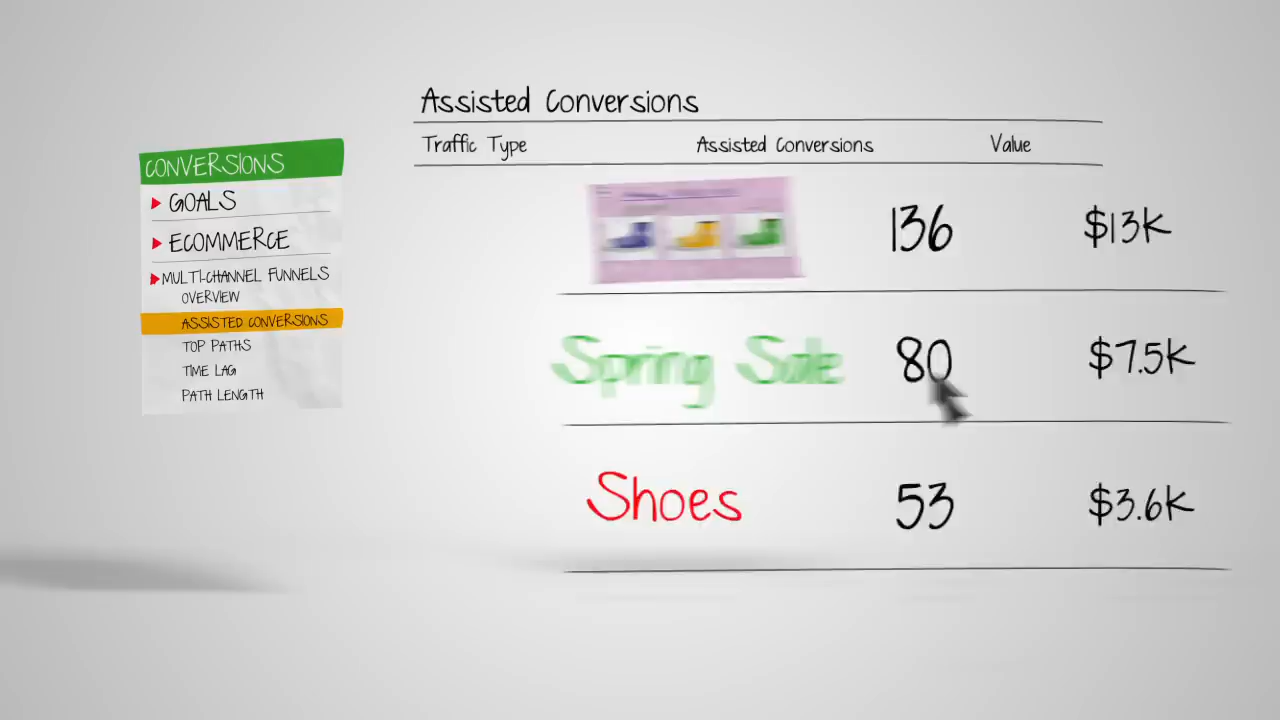 CONVERSIONS
GOALS
ECOMMERCE
MULTI-CHANNEL FUNNELS
OVERVIEW
ASSISTED CONVERSIONS
TOP PATHS
TIME LAG
PATH LENGTH
Assisted Conversions
Traffic Type Assisted Conversions Value
136 $13K
Spring Sale 80 $7.5K
Shoes 53 $3.6K